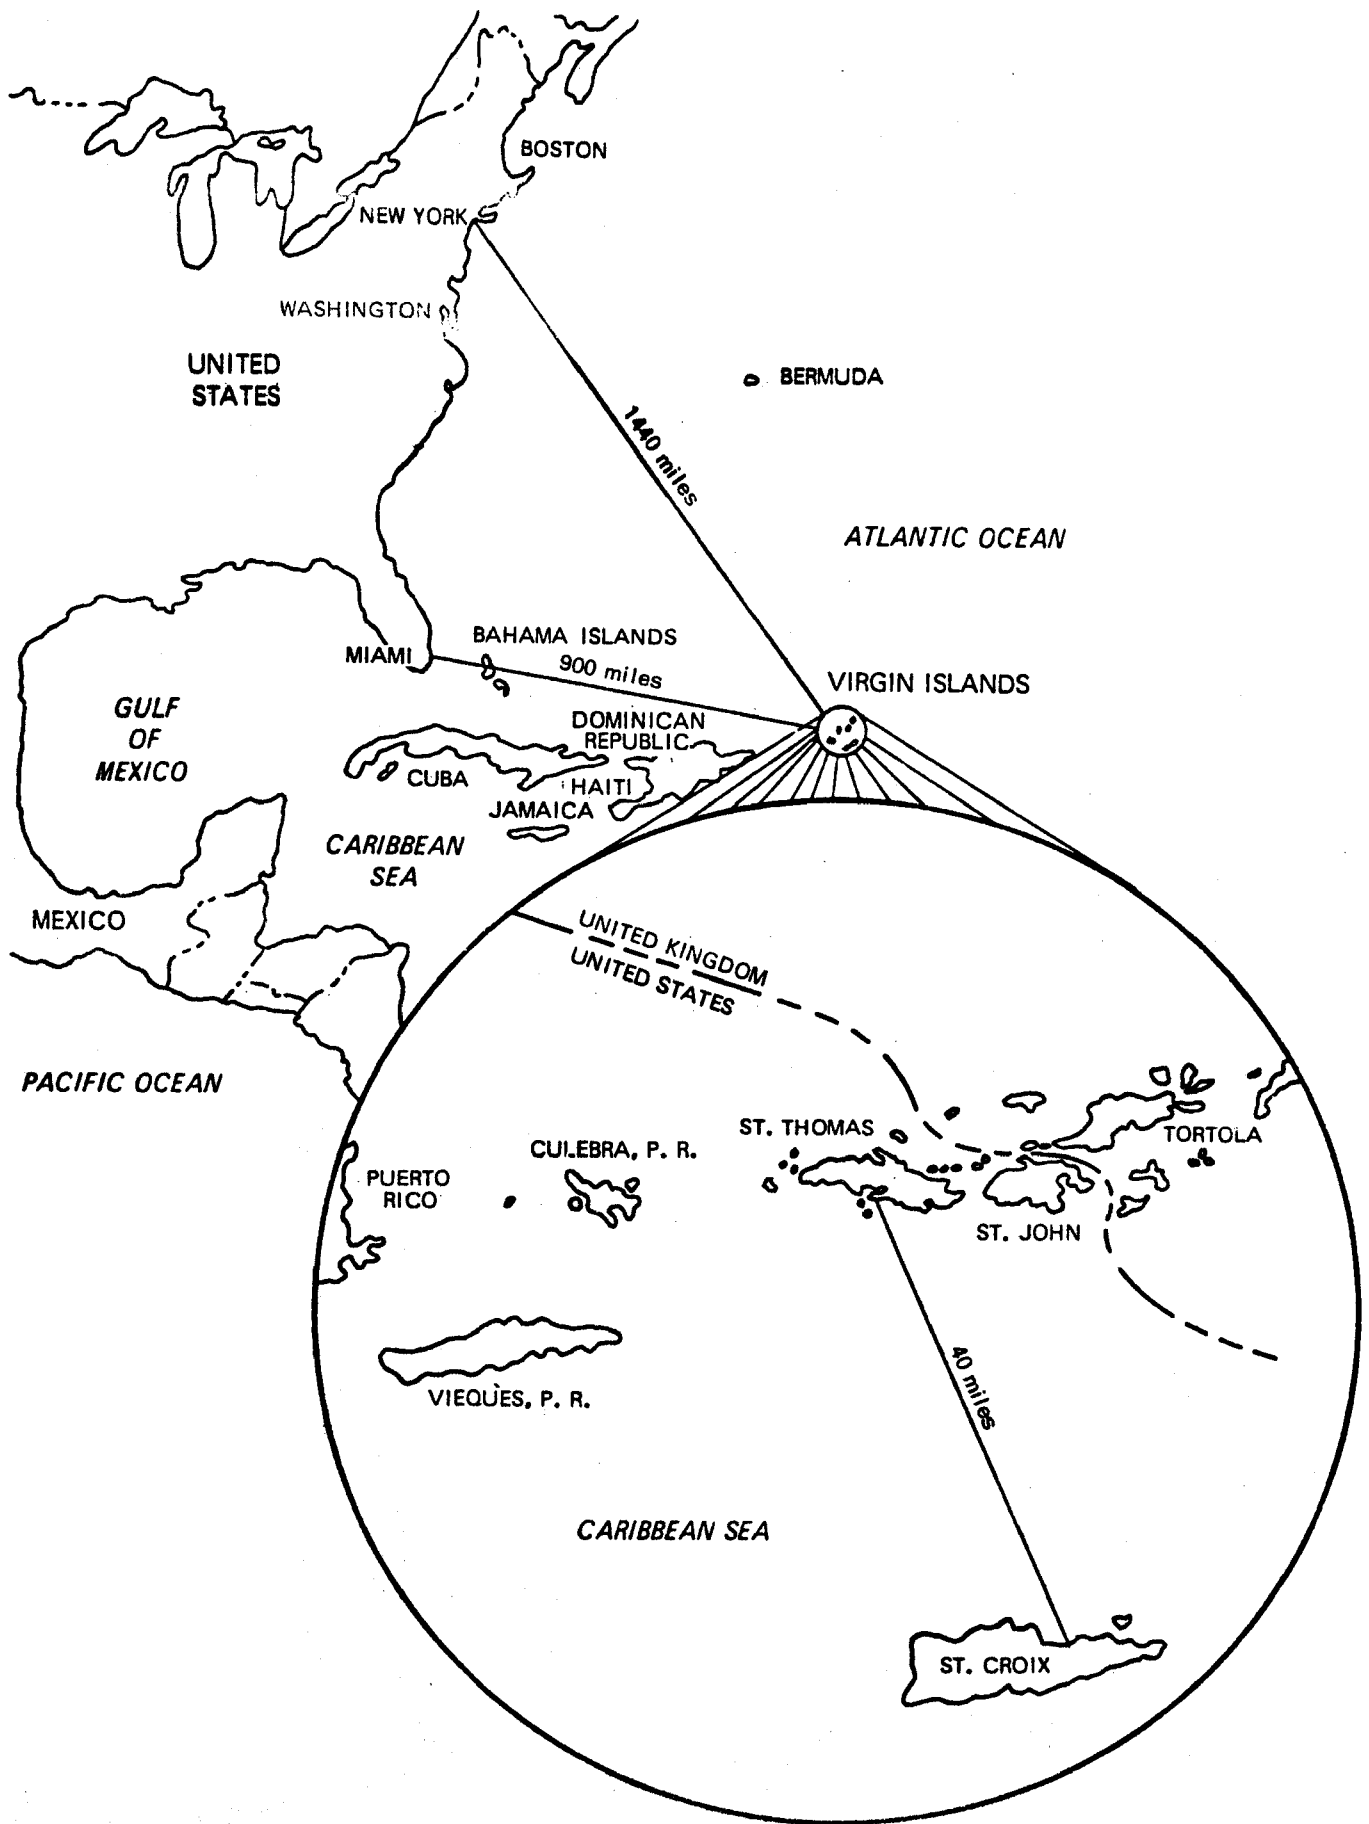 BOSTON
NEW YORK
WASHINGTON
UNITED
STATES
BERMUDA
1440 miles
ATLANTIC OCEAN
BAHAMA ISLANDS
MIAMI
900 miles
VIRGIN ISLANDS
GULF
OF
MEXICO
DOMINICAN
REPUBLIC
CUBA
HAITI
JAMAICA
CARIBBEAN
SEA
MEXICO
UNITED KINGDOM
UNITED STATES
PACIFIC OCEAN
ST. THOMAS
TORTOLA
CULEBRA, P. R.
PUERTO
RICO
ST. JOHN
40 miles
VIEQUES, P. R.
CARIBBEAN SEA
ST. CROIX